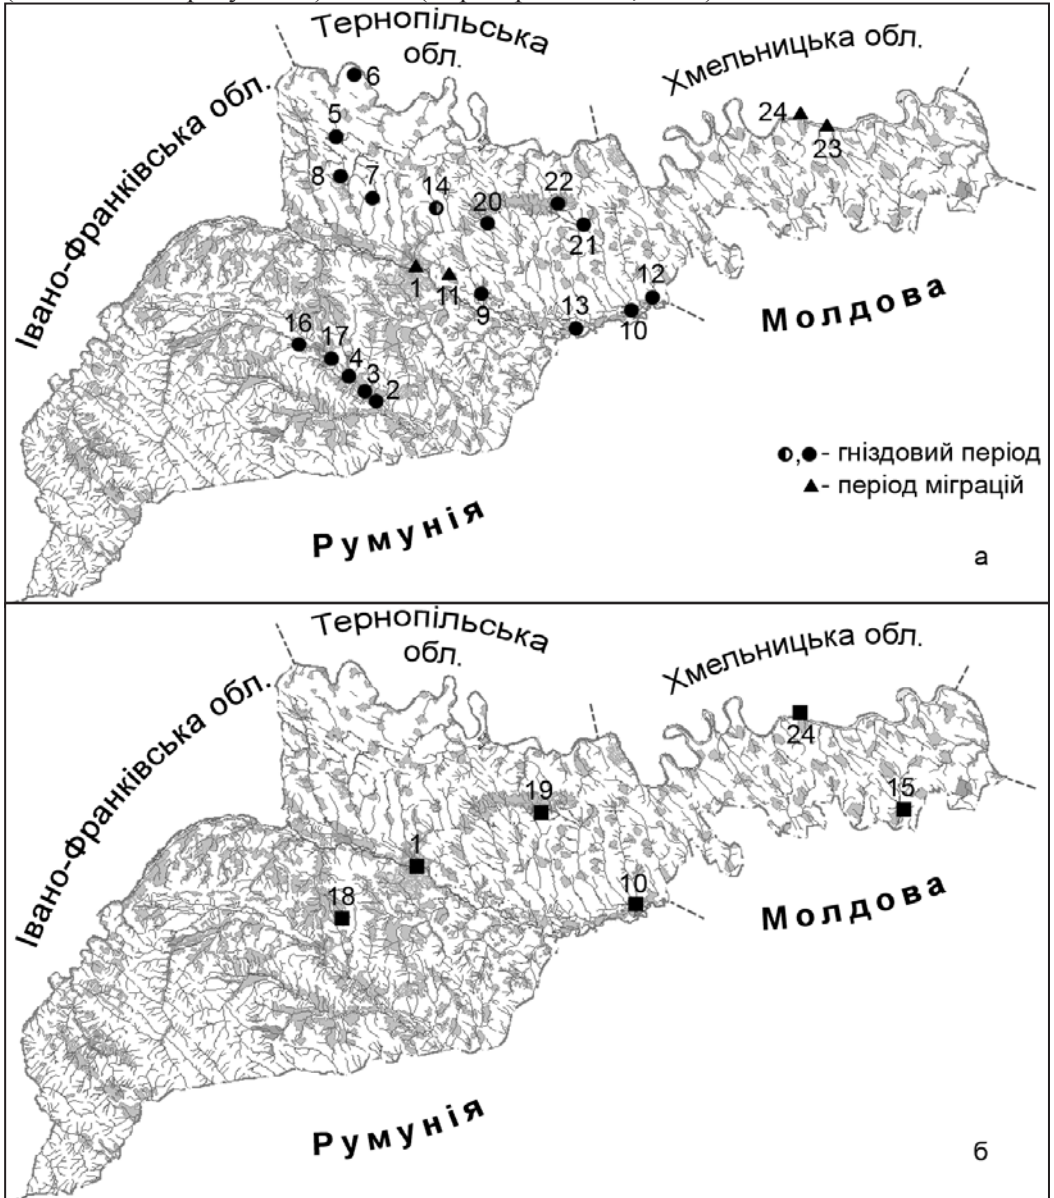 Тернопільська
обл.
Хмельницька обл.
Івано-Франківська обл.
6
5
8
7
14
20
22
21
24
23
1
11
9
12
13
10
16
17
4
3
2
Молдова
Румунія
- гніздовий період
- період міграцій
а
Тернопільська
обл.
Хмельницька обл.
Івано-Франківська обл.
24
19
15
1
18
10
Молдова
Румунія
б